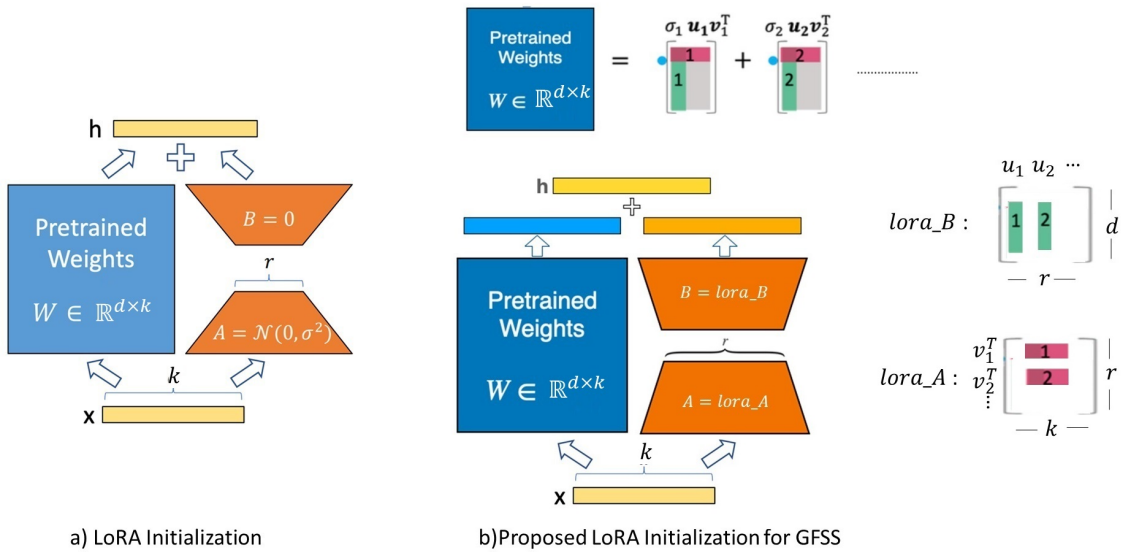 h
Pretrained
Weights
W ∈ ℝ^{d×k}
B = 0
r
A = 𝒩(0, σ²)
k
x
a) LoRA Initialization
Pretrained
Weights
W ∈ ℝ^{d×k}
=
σ₁ u₁v₁ᵀ
1
1
+
σ₂ u₂v₂ᵀ
2
2
....................
h
Pretrained
Weights
W ∈ ℝ^{d×k}
B = lora_B
r
A = lora_A
k
x
u₁ u₂ ...
lora_B :
1 2
d
r
lora_A :
v₁ᵀ
v₂ᵀ
⋮
1
2
r
k
b)Proposed LoRA Initialization for GFSS